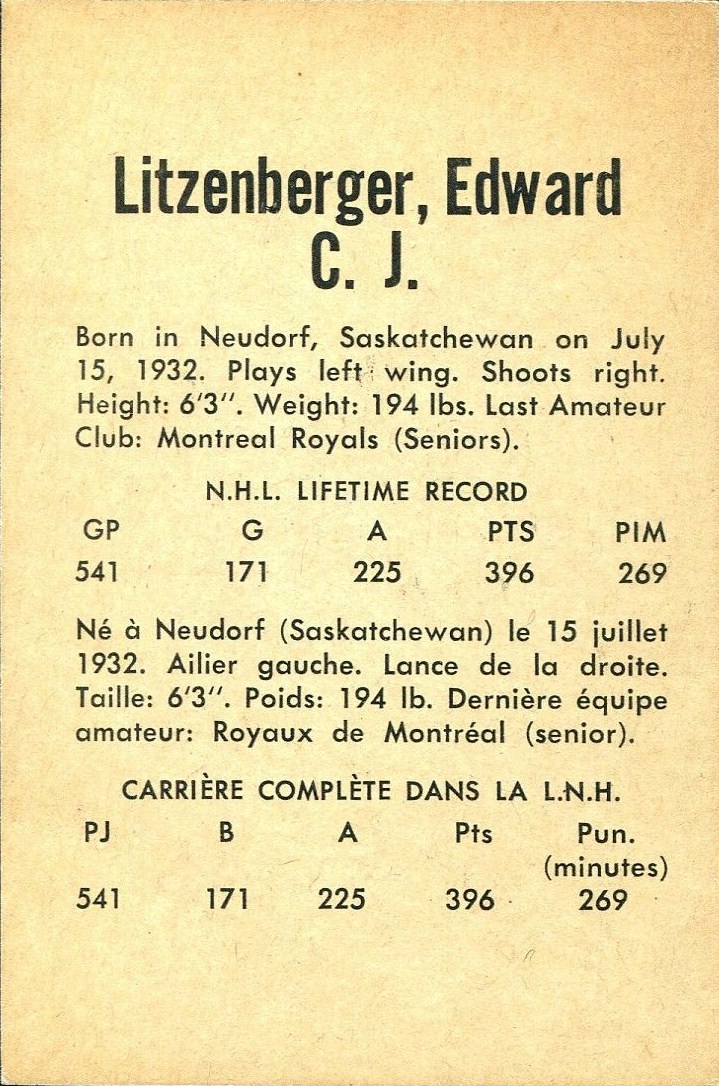 Litzenberger, Edward
C. J.
Born in Neudorf, Saskatchewan on July
15, 1932. Plays left wing. Shoots right.
Height: 6'3". Weight: 194 lbs. Last Amateur
Club: Montreal Royals (Seniors).
N.H.L. LIFETIME RECORD
GP G A PTS PIM
541 171 225 396 269
Né à Neudorf (Saskatchewan) le 15 juillet
1932. Ailier gauche. Lance de la droite.
Taille: 6'3". Poids: 194 lb. Dernière équipe
amateur: Royaux de Montréal (senior).
CARRIÈRE COMPLÈTE DANS LA L.N.H.
PJ B A Pts Pun.
(minutes)
541 171 225 396 269